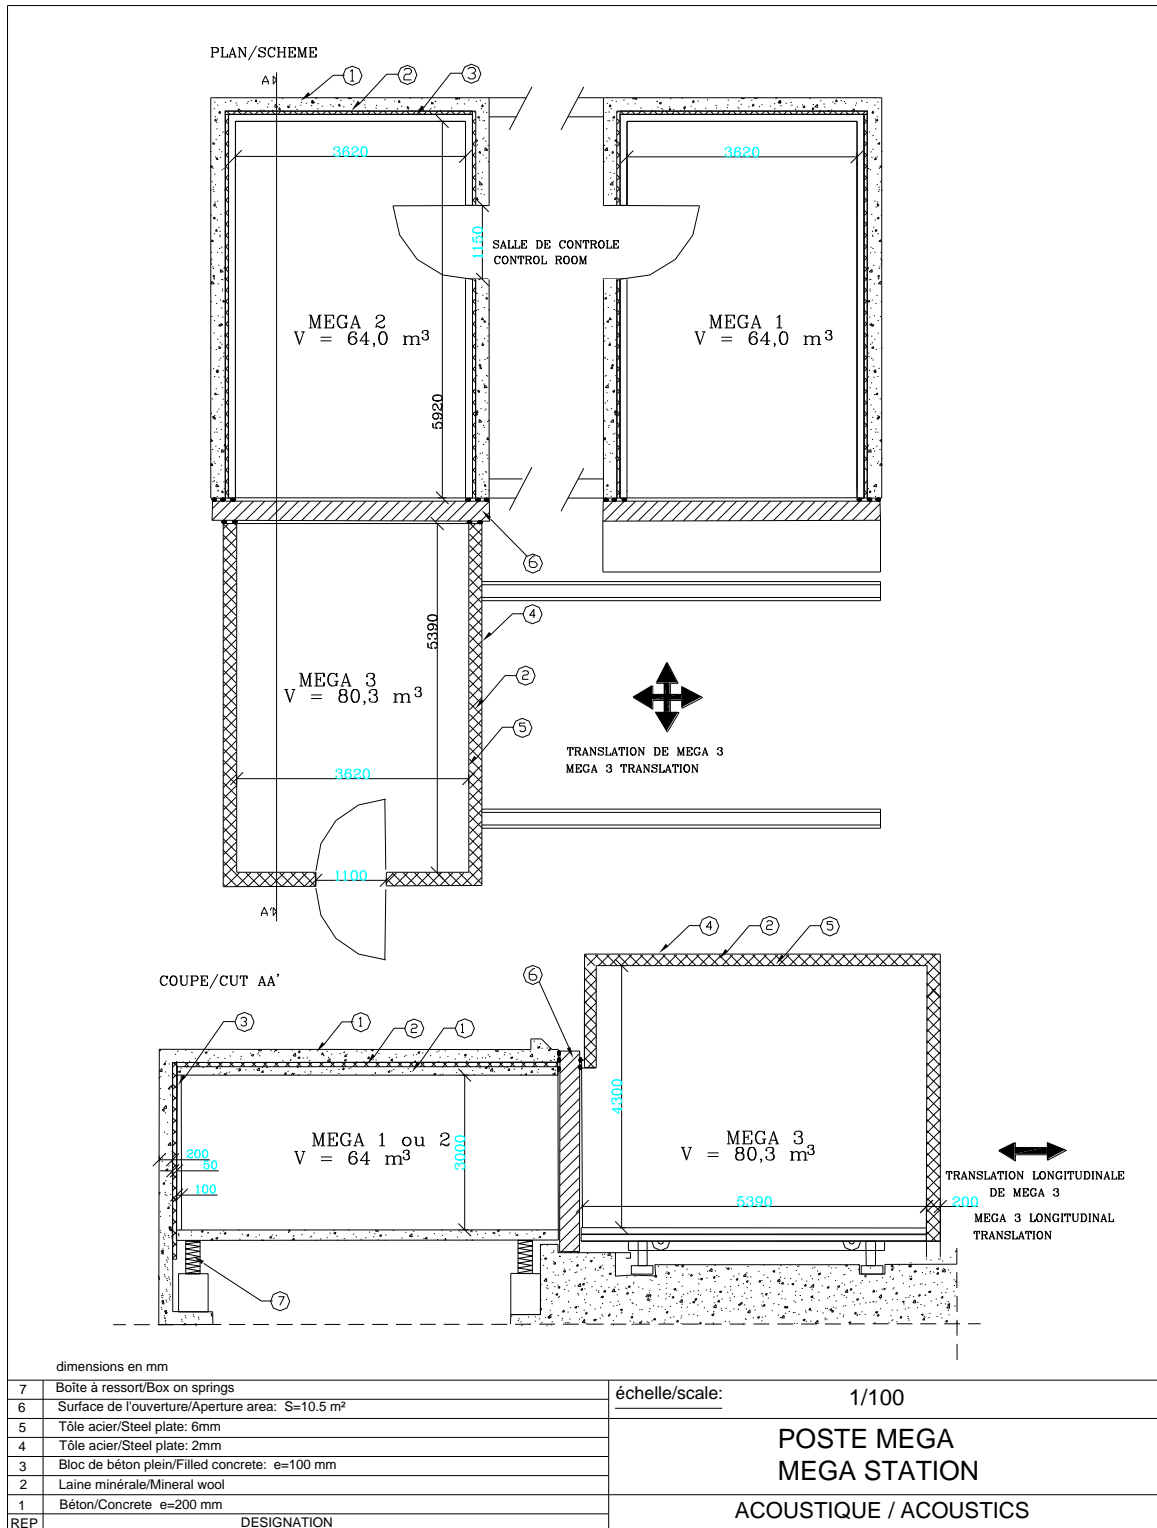 PLAN/SCHEME
A
1
2
3
3620
3620
1150
SALLE DE CONTROLE
CONTROL ROOM
MEGA 2
V = 64,0 m³
MEGA 1
V = 64,0 m³
5920
6
5390
4
MEGA 3
V = 80,3 m³
2
5
TRANSLATION DE MEGA 3
MEGA 3 TRANSLATION
3620
1100
A'
4
2
5
COUPE/CUT AA'
6
3
1
2
1
4300
MEGA 1 ou 2
V = 64 m³
3000
MEGA 3
V = 80,3 m³
200
60
100
TRANSLATION LONGITUDINALE
DE MEGA 3
5390
200
MEGA 3 LONGITUDINAL
TRANSLATION
7
dimensions en mm
7 Boîte à ressort/Box on springs
6 Surface de l'ouverture/Aperture area: S=10.5 m²
5 Tôle acier/Steel plate: 6mm
4 Tôle acier/Steel plate: 2mm
3 Bloc de béton plein/Filled concrete: e=100 mm
2 Laine minérale/Mineral wool
1 Béton/Concrete e=200 mm
REP DESIGNATION
échelle/scale: 1/100
POSTE MEGA
MEGA STATION
ACOUSTIQUE / ACOUSTICS